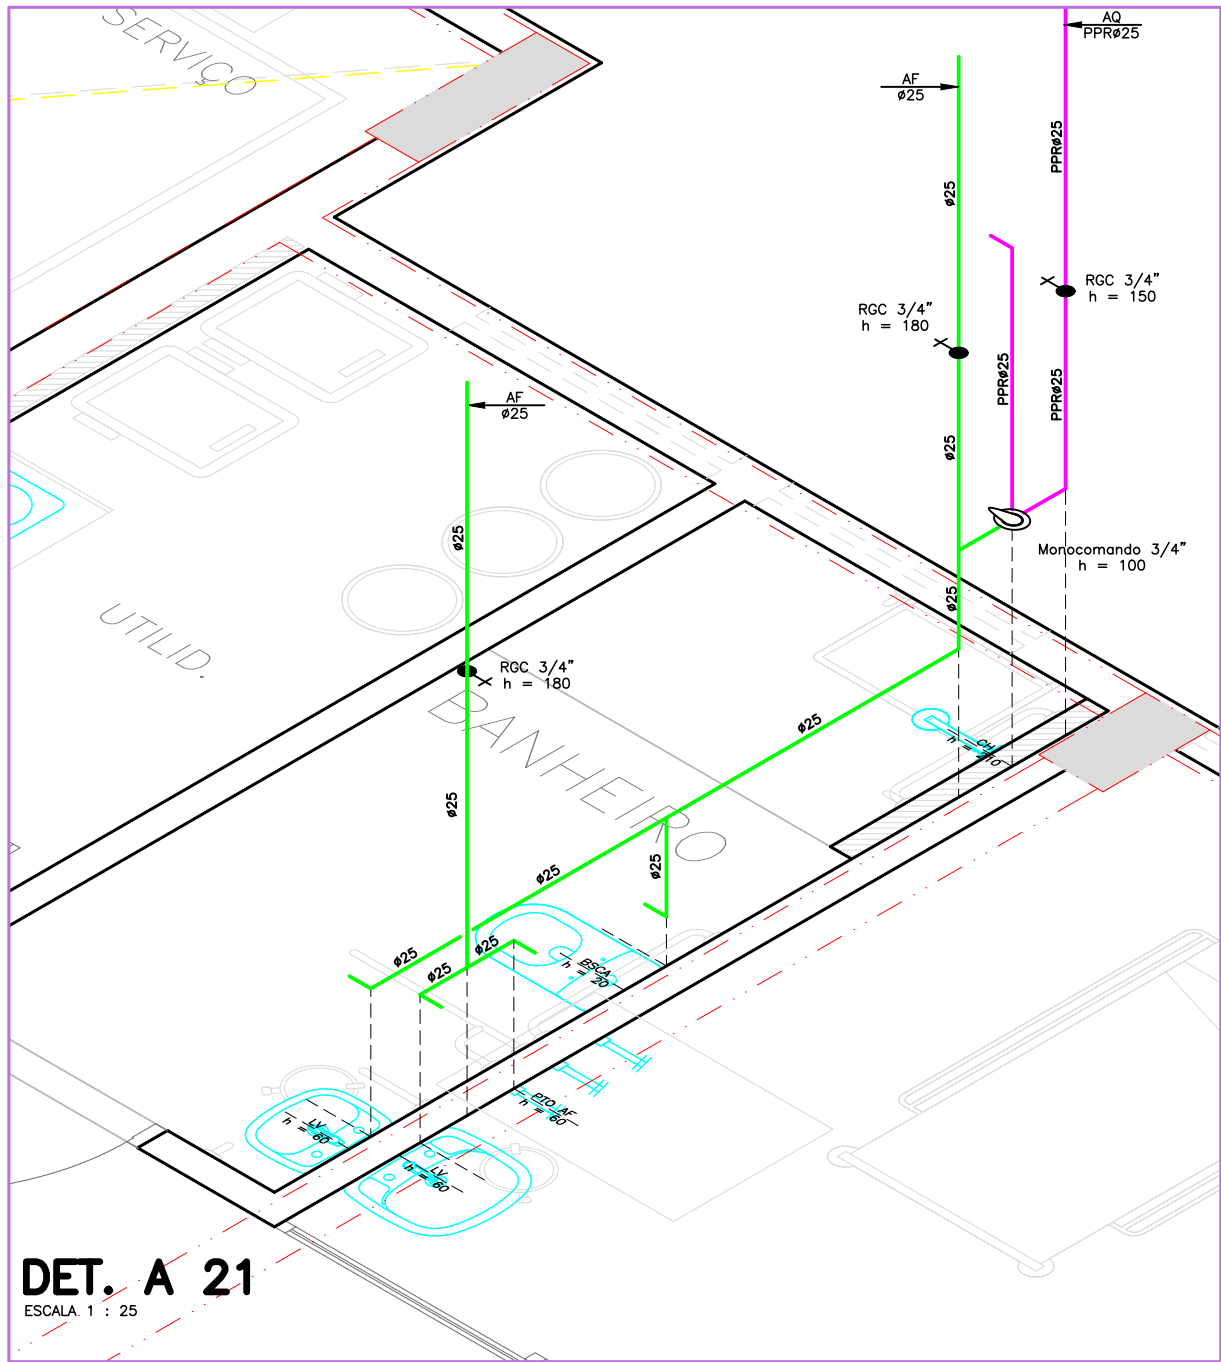 SERVIÇO
AQ
PPRø25
AF
ø25
PPRø25
ø25
RGC 3/4"
h = 150
RGC 3/4"
h = 180
PPRø25
PPRø25
AF
ø25
ø25
ø25
Monocomando 3/4"
h = 100
ø25
UTILID.
RGC 3/4"
h = 180
BANHEIRO
ø25
CH
h = 210
ø25
ø25
ø25
ø25
ø25
ø25
BSCA
h = 20
PTO AF
h = 60
LV
h = 60
LV
h = 60
DET. A 21
ESCALA 1 : 25